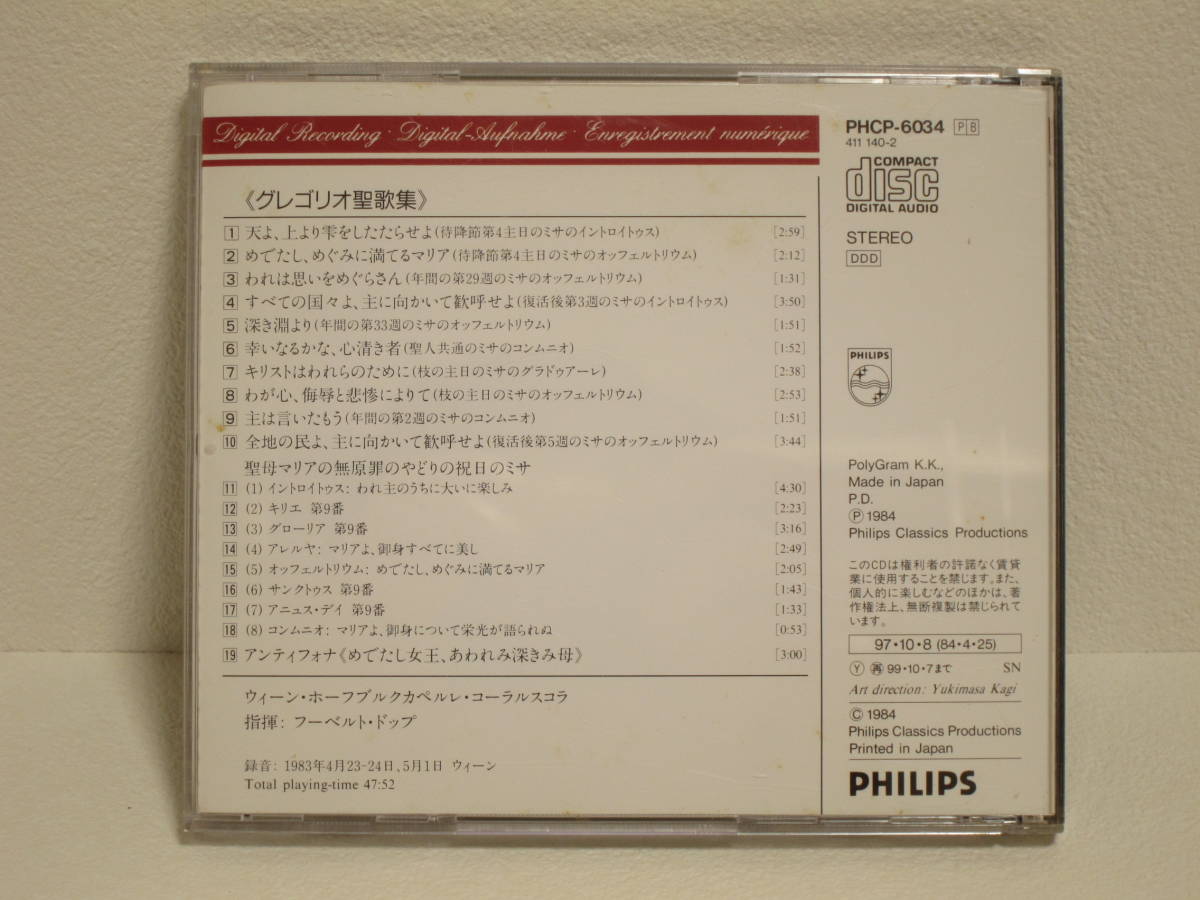 Digital Recording · Digital-Aufnahme · Enregistrement numérique
《グレゴリオ聖歌集》
1 天よ、上より雫をしたたらせよ(待降節第4主日のミサのイントロイトゥス) [2:59]
2 めでたし、めぐみに満てるマリア(待降節第4主日のミサのオッフェルトリウム) [2:12]
3 われは思いをめぐらさん(年間の第29週のミサのオッフェルトリウム) [1:31]
4 すべての国々よ、主に向かいて歓呼せよ(復活後第3週のミサのイントロイトゥス) [3:50]
5 深き淵より(年間の第33週のミサのオッフェルトリウム) [1:51]
6 幸いなるかな、心清き者(聖人共通のミサのコンムニオ) [1:52]
7 キリストはわれらのために(枝の主日のミサのグラドゥアーレ) [2:38]
8 わが心、侮辱と悲惨によりて(枝の主日のミサのオッフェルトリウム) [2:53]
9 主は言いたもう(年間の第2週のミサのコンムニオ) [1:51]
10 全地の民よ、主に向かいて歓呼せよ(復活後第5週のミサのオッフェルトリウム) [3:44]
聖母マリアの無原罪のやどりの祝日のミサ
11 (1) イントロイトゥス: われ主のうちに大いに楽しみ [4:30]
12 (2) キリエ 第9番 [2:23]
13 (3) グローリア 第9番 [3:16]
14 (4) アレルヤ: マリアよ、御身すべてに美し [2:49]
15 (5) オッフェルトリウム: めでたし、めぐみに満てるマリア [2:05]
16 (6) サンクトゥス 第9番 [1:43]
17 (7) アニュス・デイ 第9番 [1:33]
18 (8) コンムニオ: マリアよ、御身について栄光が語られぬ [0:53]
19 アンティフォナ《めでたし女王、あわれみ深きみ母》 [3:00]
ウィーン・ホーフブルクカペルレ・コーラルスコラ
指揮: フーベルト・ドップ
録音: 1983年4月23-24日、5月1日 ウィーン
Total playing-time 47:52
PHCP-6034 PB
411 140-2
COMPACT
disc
DIGITAL AUDIO
STEREO
DDD
PHILIPS
PolyGram K.K.,
Made in Japan
P.D.
Ⓟ 1984
Philips Classics Productions
このCDは権利者の許諾なく賃貸
業に使用することを禁じます。また、
個人的に楽しむなどのほかは、著
作権法上、無断複製は禁じられて
います。
97・10・8 (84・4・25)
Ⓨ 再 99・10・7まで SN
Art direction: Yukimasa Kagi
© 1984
Philips Classics Productions
Printed in Japan
PHILIPS